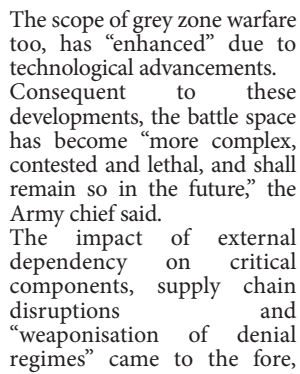 The scope of grey zone warfare
too, has “enhanced” due to
technological advancements.
Consequent to these
developments, the battle space
has become “more complex,
contested and lethal, and shall
remain so in the future,” the
Army chief said.
The impact of external
dependency on critical
components, supply chain
disruptions and
“weaponisation of denial
regimes” came to the fore,